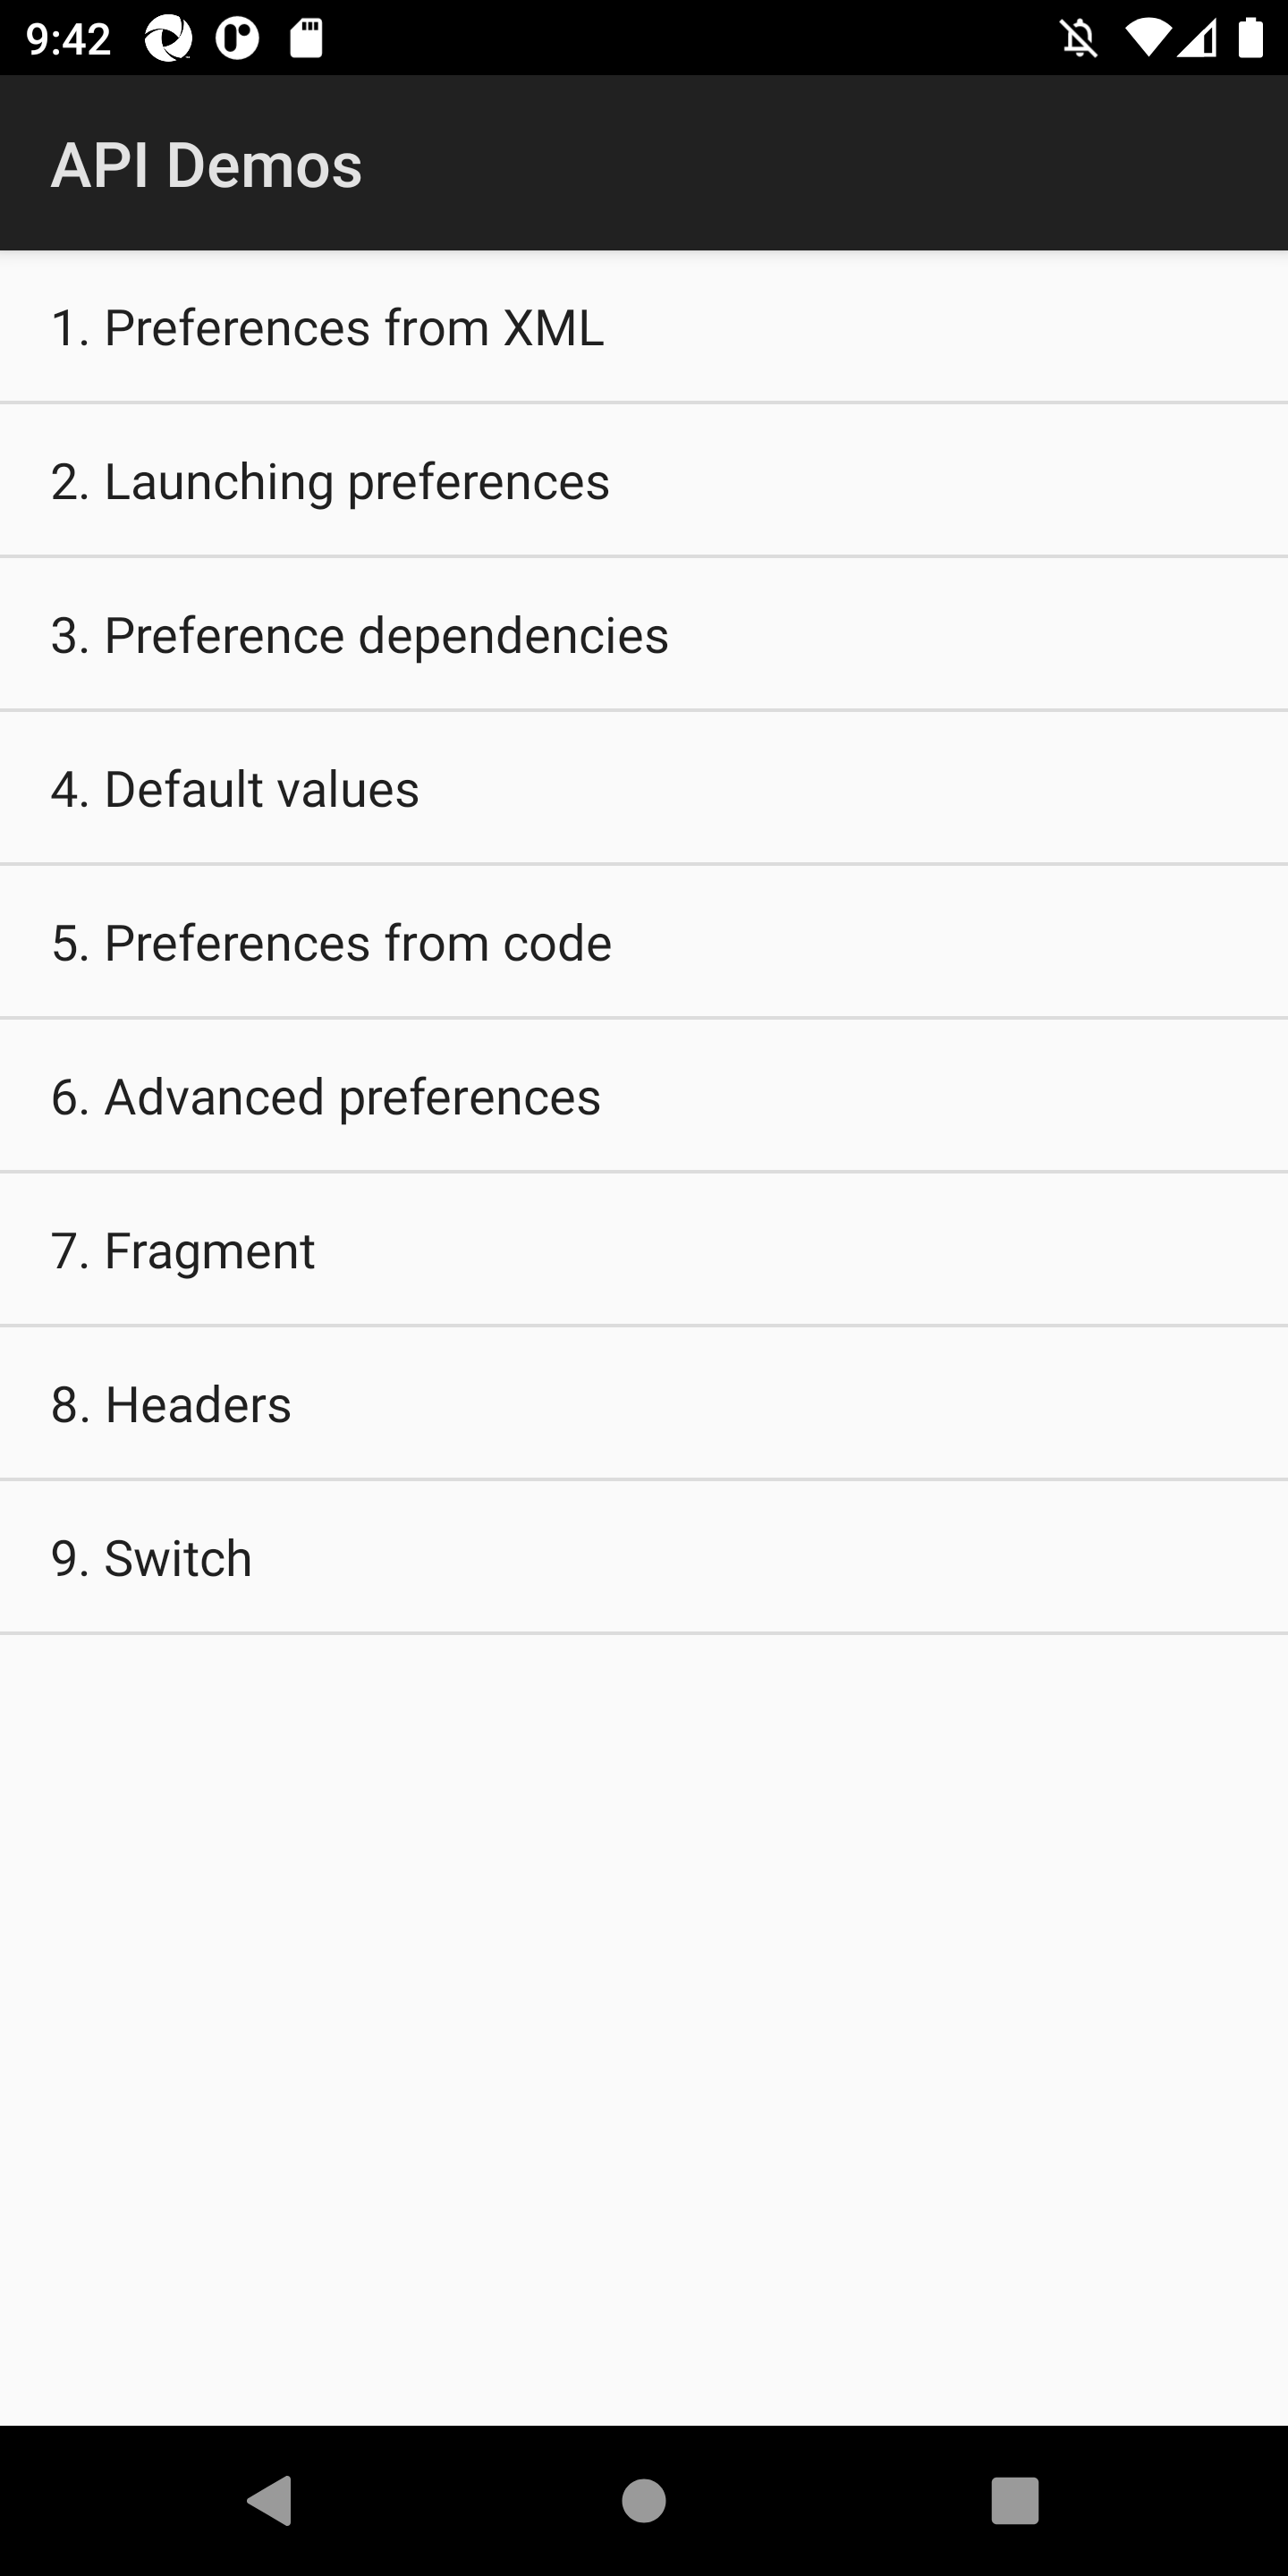 9:42
API Demos
1. Preferences from XML
2. Launching preferences
3. Preference dependencies
4. Default values
5. Preferences from code
6. Advanced preferences
7. Fragment
8. Headers
9. Switch